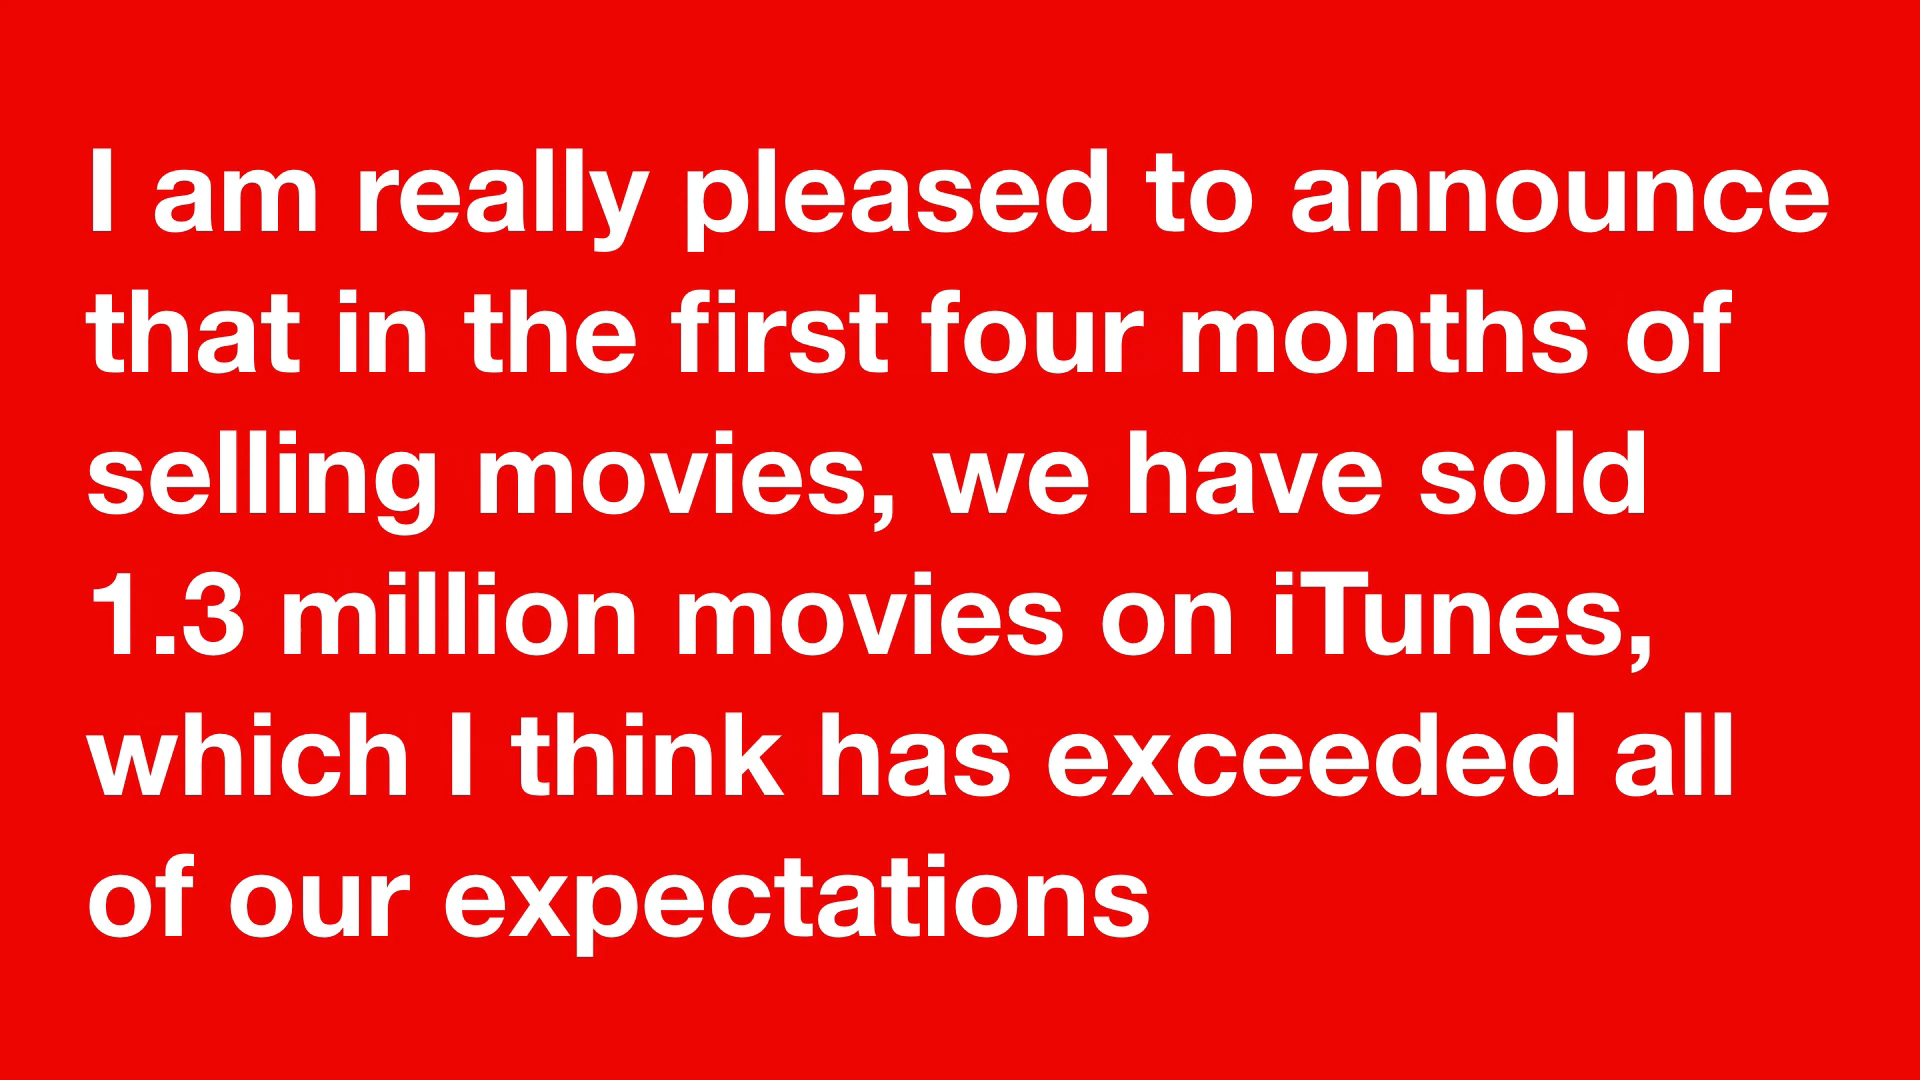 I am really pleased to announce
that in the first four months of
selling movies, we have sold
1.3 million movies on iTunes,
which I think has exceeded all
of our expectations